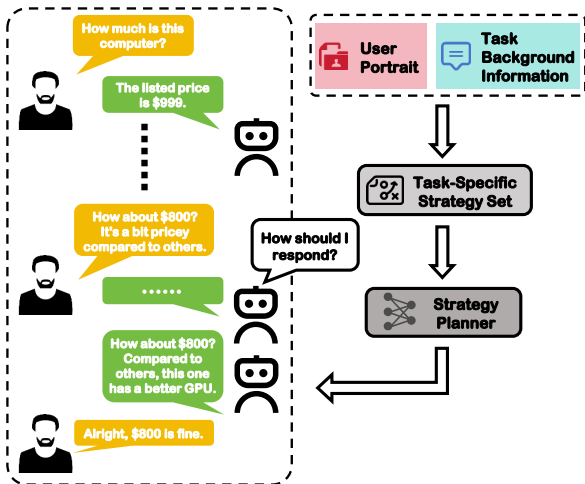 How much is this
computer?
The listed price
is $999.
How about $800?
It's a bit pricey
compared to others.
How should I
respond?
......
How about $800?
Compared to
others, this one
has a better GPU.
Alright, $800 is fine.
User
Portrait
Task
Background
Information
Task-Specific
Strategy Set
Strategy
Planner